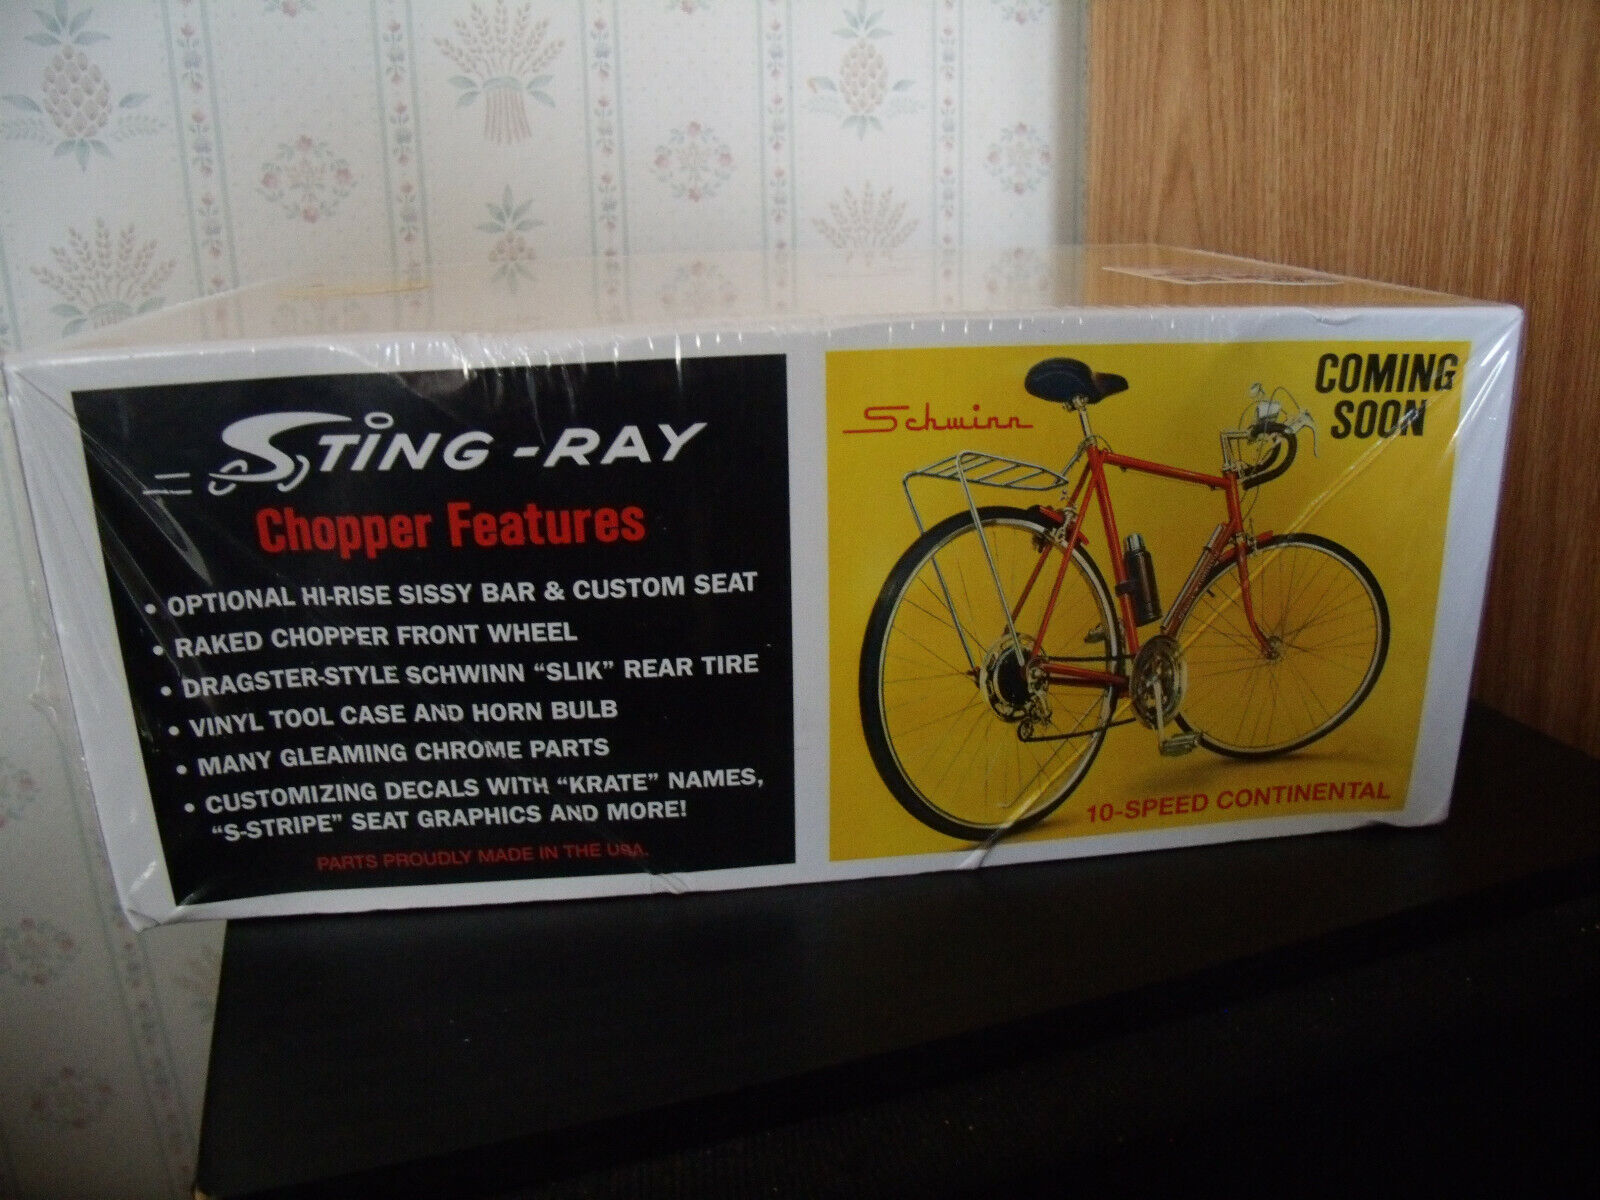 STING-RAY
Chopper Features
• OPTIONAL HI-RISE SISSY BAR & CUSTOM SEAT
• RAKED CHOPPER FRONT WHEEL
• DRAGSTER-STYLE SCHWINN “SLIK” REAR TIRE
• VINYL TOOL CASE AND HORN BULB
• MANY GLEAMING CHROME PARTS
• CUSTOMIZING DECALS WITH “KRATE” NAMES,
“S-STRIPE” SEAT GRAPHICS AND MORE!
PARTS PROUDLY MADE IN THE USA.
Schwinn
COMING
SOON
10-SPEED CONTINENTAL